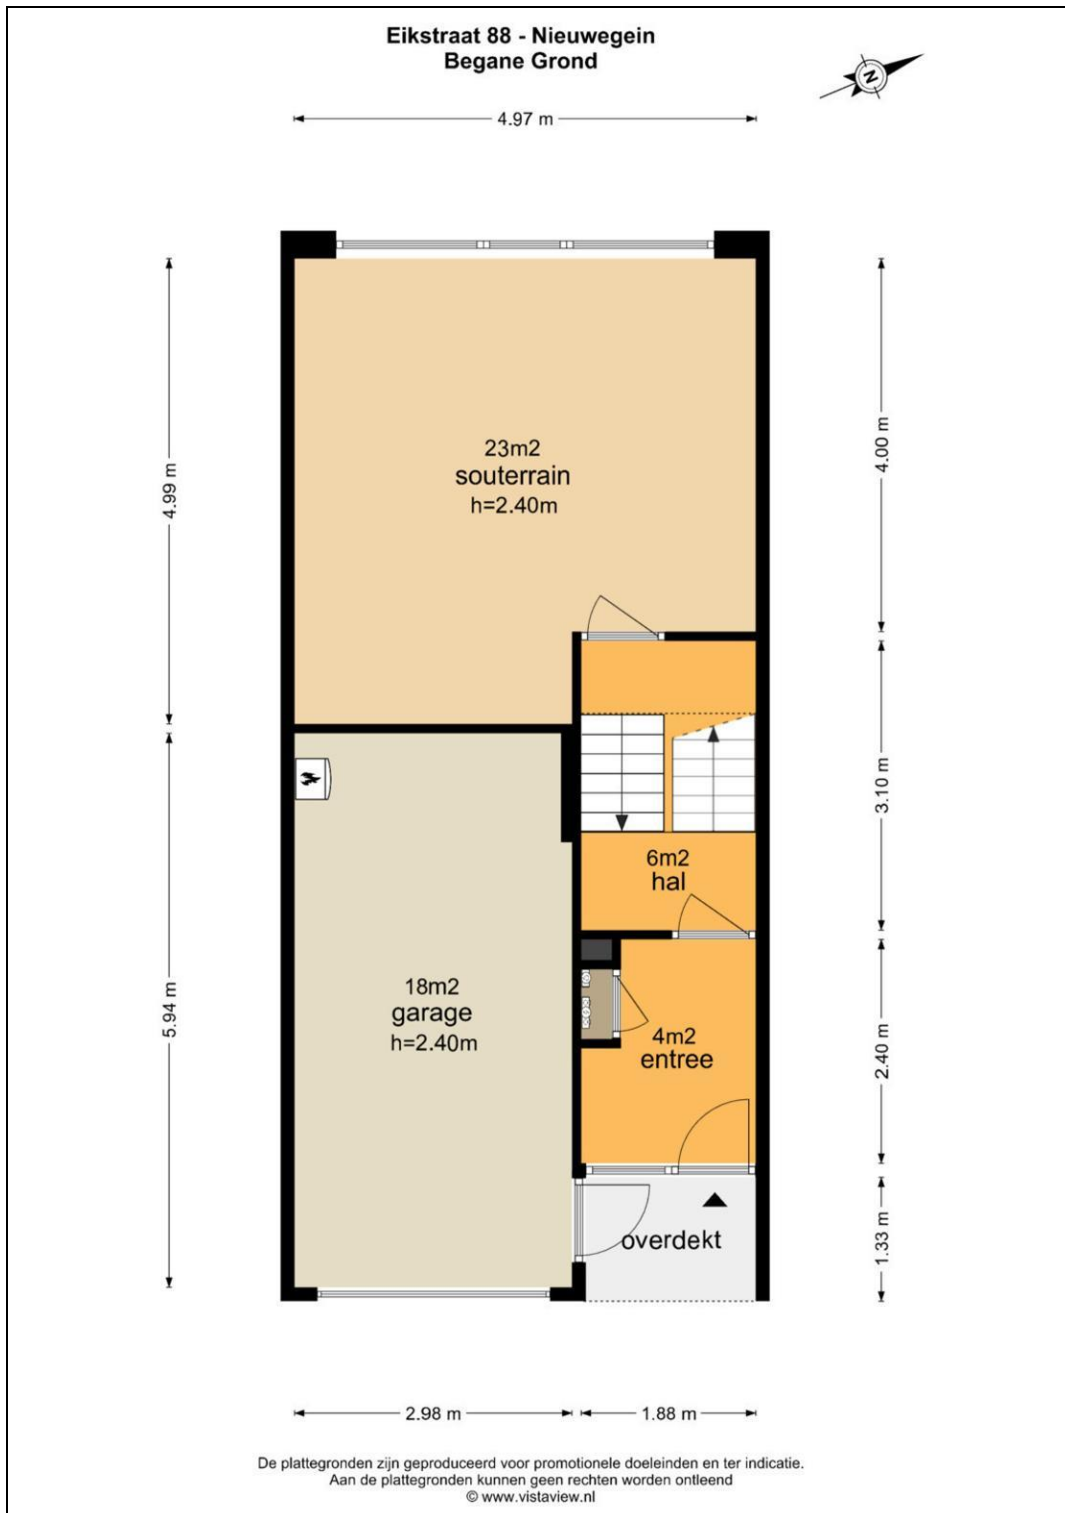 Eikstraat 88 - Nieuwegein
Begane Grond
N
4.97 m
4.99 m
4.00 m
23m2
souterrain
h=2.40m
3.10 m
6m2
hal
5.94 m
18m2
garage
h=2.40m
4m2
entree
2.40 m
overdekt
1.33 m
2.98 m
1.88 m
De plattegronden zijn geproduceerd voor promotionele doeleinden en ter indicatie.
Aan de plattegronden kunnen geen rechten worden ontleend
© www.vistaview.nl